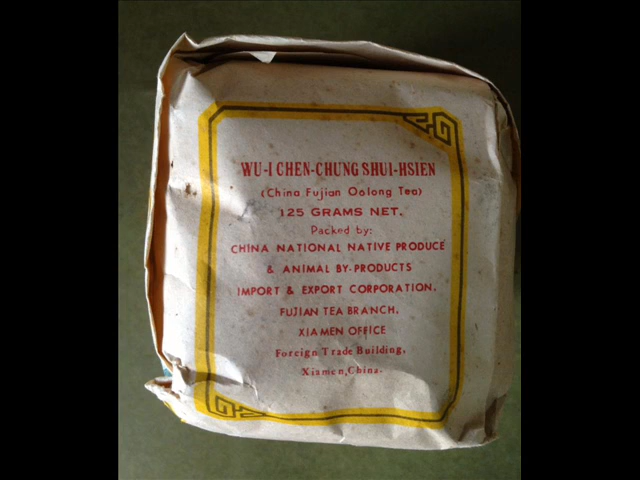 WU-I CHEN-CHUNG SHUI-HSIEN
(China Fujian Oolong Tea)
125 GRAMS NET.
Packed by:
CHINA NATIONAL NATIVE PRODUCE
& ANIMAL BY-PRODUCTS
IMPORT & EXPORT CORPORATION.
FUJIAN TEA BRANCH,
XIAMEN OFFICE
Foreign Trade Building,
Xiamen,China.